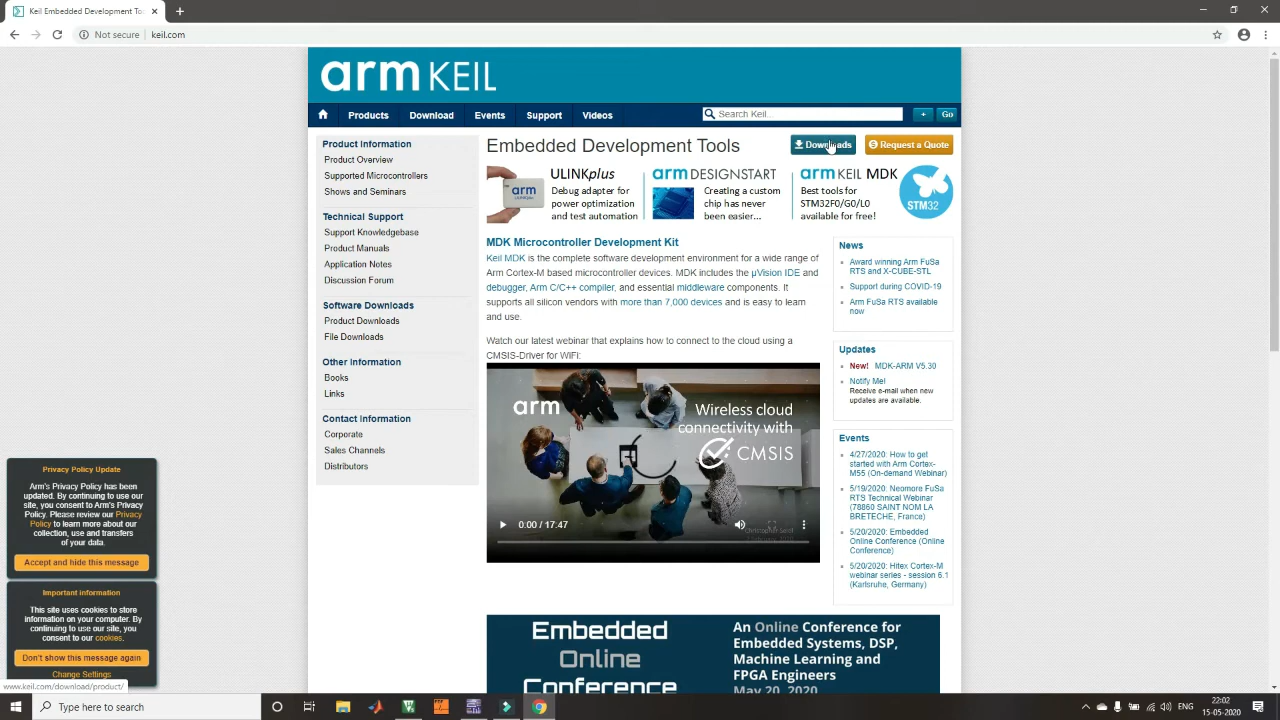 Embedded Development Tools
Not secure | keil.com
arm KEIL
Products Download Events Support Videos
Search Keil...
+ Go
Product Information
Product Overview
Supported Microcontrollers
Shows and Seminars
Technical Support
Support Knowledgebase
Product Manuals
Application Notes
Discussion Forum
Software Downloads
Product Downloads
File Downloads
Other Information
Books
Links
Contact Information
Corporate
Sales Channels
Distributors
Embedded Development Tools
Downloads
Request a Quote
arm
ULINKplus
Debug adapter for
power optimization
and test automation
arm DESIGNSTART
Creating a custom
chip has never
been easier...
arm KEIL MDK
Best tools for
STM32F0/G0/L0
available for free!
STM32
MDK Microcontroller Development Kit
Keil MDK is the complete software development environment for a wide range of
Arm Cortex-M based microcontroller devices. MDK includes the µVision IDE and
debugger, Arm C/C++ compiler, and essential middleware components. It
supports all silicon vendors with more than 7,000 devices and is easy to learn
and use.
Watch our latest webinar that explains how to connect to the cloud using a
CMSIS-Driver for WiFi:
arm
Wireless cloud
connectivity with
CMSIS
0:00 / 17:47
News
Award winning Arm FuSa
RTS and X-CUBE-STL
Support during COVID-19
Arm FuSa RTS available
now
Updates
New! MDK-ARM V5.30
Notify Me!
Receive e-mail when new
updates are available.
Events
4/27/2020: How to get
started with Arm Cortex-
M55 (On-demand Webinar)
5/19/2020: Neomore FuSa
RTS Technical Webinar
(78860 SAINT NOM LA
BRETECHE, France)
5/20/2020: Embedded
Online Conference (Online
Conference)
5/20/2020: Hitex Cortex-M
webinar series - session 6.1
(Karlsruhe, Germany)
Embedded
Online
Conference
An Online Conference for
Embedded Systems, DSP,
Machine Learning and
FPGA Engineers
May 20, 2020
Privacy Policy Update
Arm's Privacy Policy has been
updated. By continuing to use our
site, you consent to Arm's Privacy
Policy. Please review our Privacy
Policy to learn more about our
collection, use and transfers
of your data.
Accept and hide this message
Important information
This site uses cookies to store
information on your computer. By
continuing to use our site, you
consent to our cookies.
Don't show this message again
Change Settings
www.keil.com/download/product/
Type here to search
ENG
22:02
15-05-2020